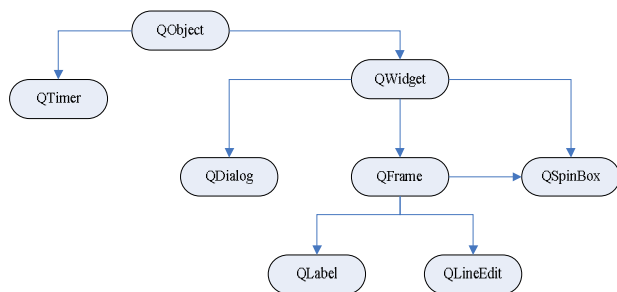 QObject
QTimer
QWidget
QDialog
QFrame
QSpinBox
QLabel
QLineEdit